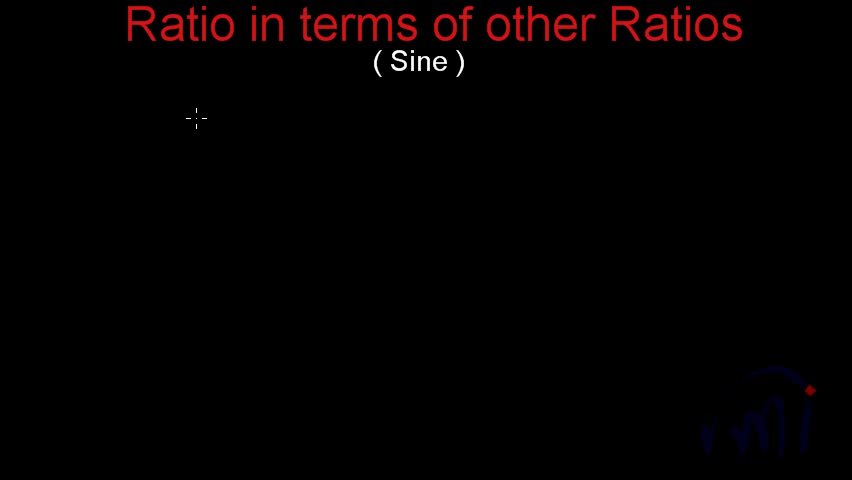 Ratio in terms of other Ratios
( Sine )